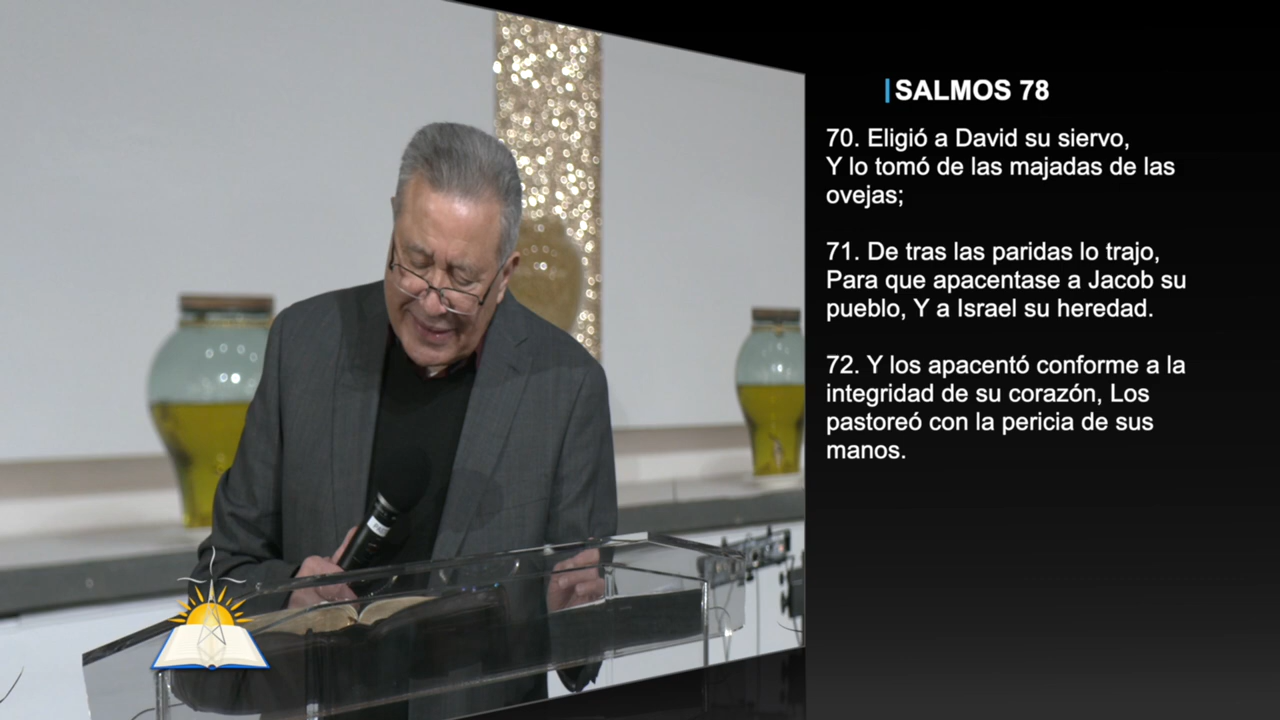 SALMOS 78
70. Eligió a David su siervo,
Y lo tomó de las majadas de las
ovejas;
71. De tras las paridas lo trajo,
Para que apacentase a Jacob su
pueblo, Y a Israel su heredad.
72. Y los apacentó conforme a la
integridad de su corazón, Los
pastoreó con la pericia de sus
manos.